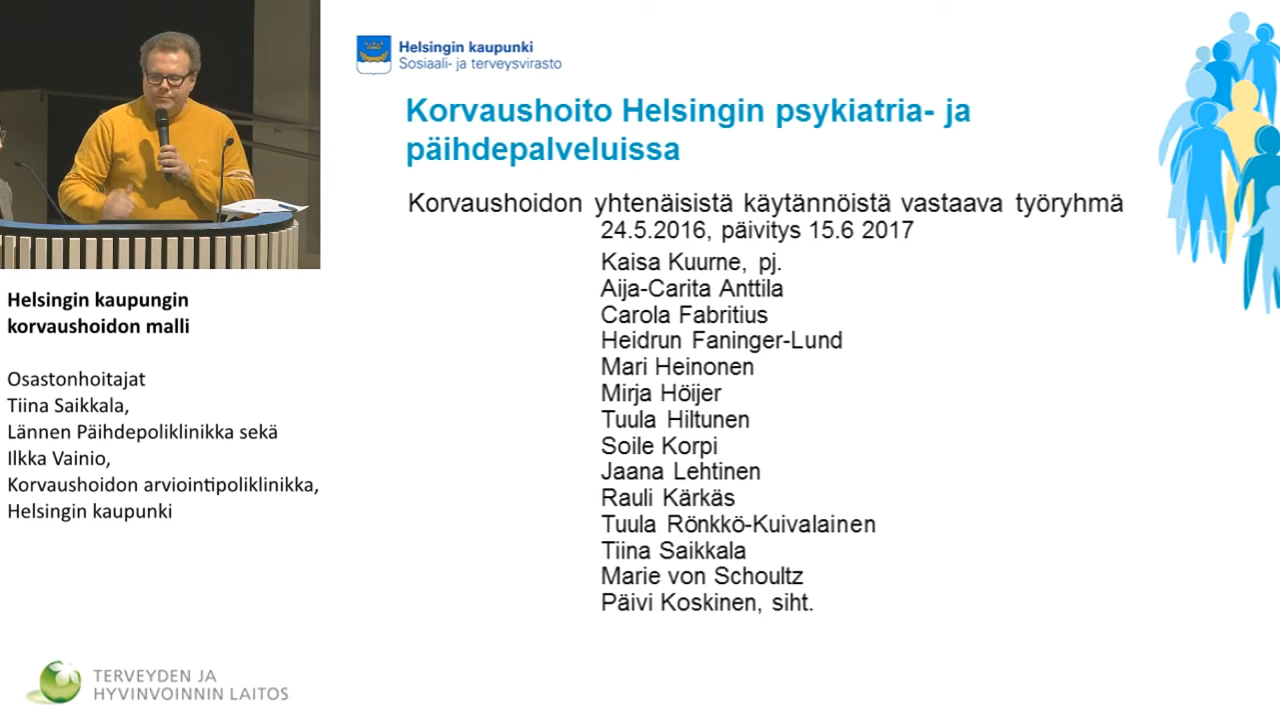 Helsingin kaupunki
Sosiaali- ja terveysvirasto
Korvaushoito Helsingin psykiatria- ja
päihdepalveluissa
Korvaushoidon yhtenäisistä käytännöistä vastaava työryhmä
24.5.2016, päivitys 15.6 2017
Kaisa Kuurne, pj.
Aija-Carita Anttila
Carola Fabritius
Heidrun Faninger-Lund
Mari Heinonen
Mirja Höijer
Tuula Hiltunen
Soile Korpi
Jaana Lehtinen
Rauli Kärkäs
Tuula Rönkkö-Kuivalainen
Tiina Saikkala
Marie von Schoultz
Päivi Koskinen, siht.
Helsingin kaupungin
korvaushoidon malli
Osastonhoitajat
Tiina Saikkala,
Lännen Päihdepoliklinikka sekä
Ilkka Vainio,
Korvaushoidon arviointipoliklinikka,
Helsingin kaupunki
TERVEYDEN JA
HYVINVOINNIN LAITOS